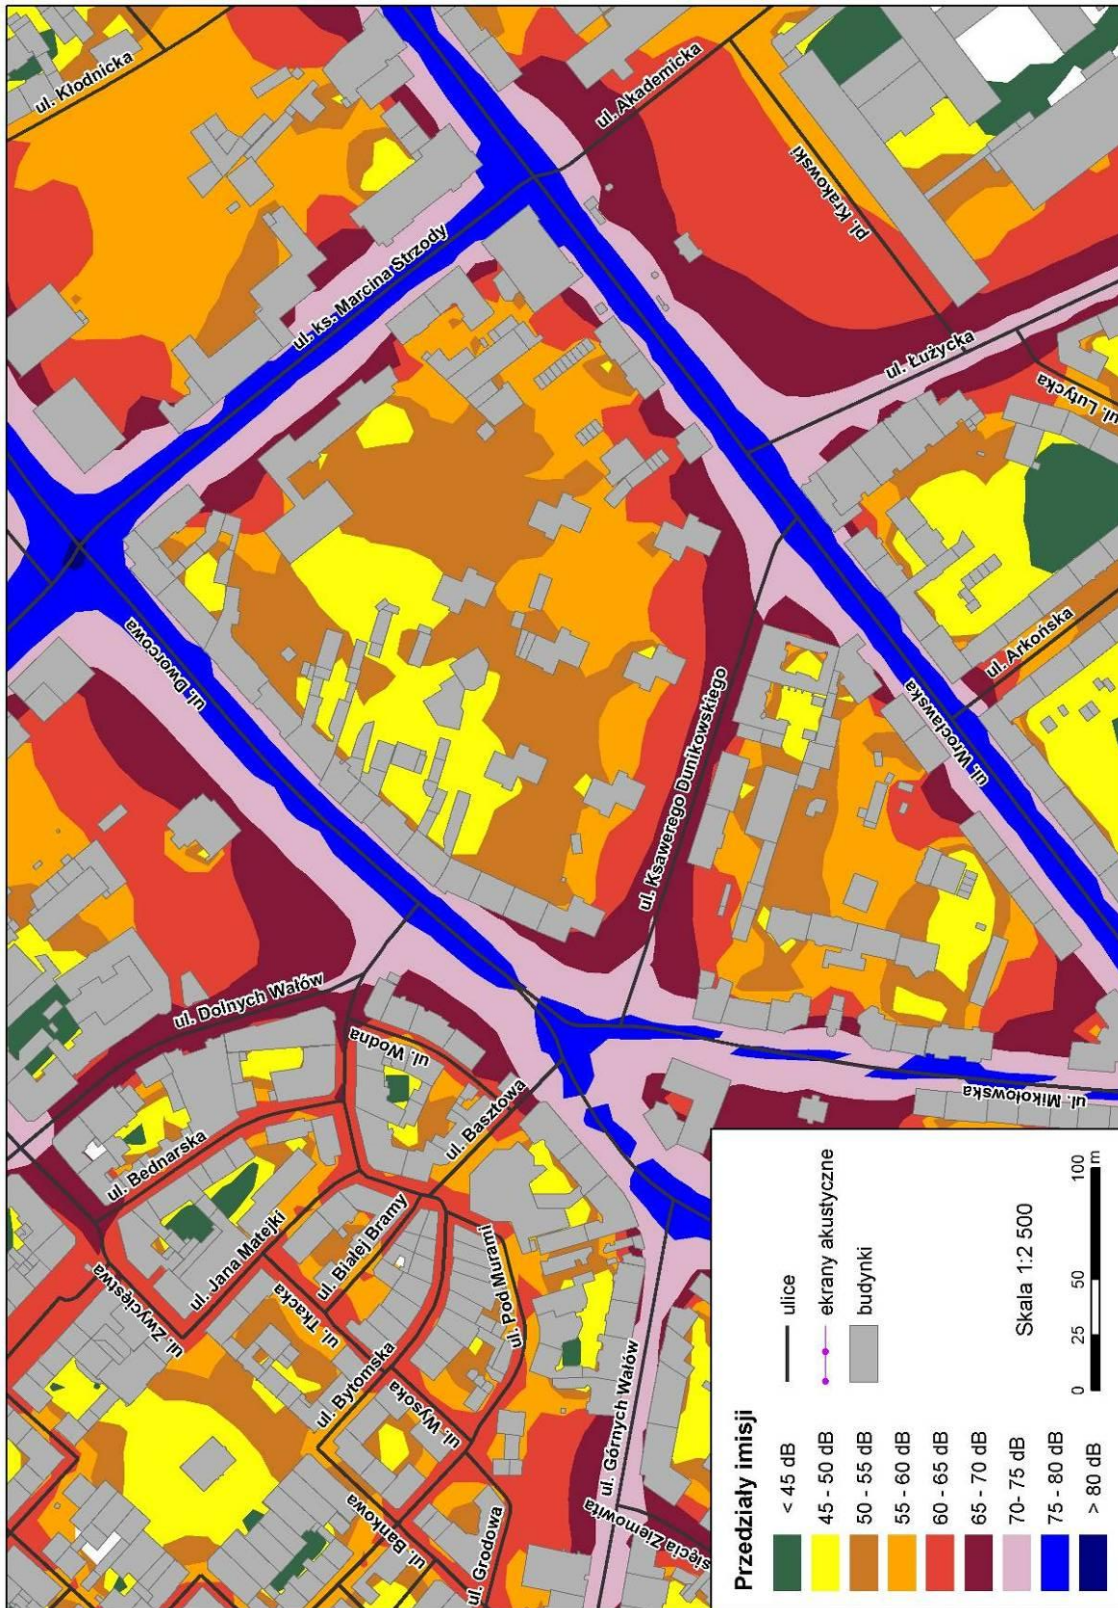 ul. Kłodnicka
ul. Akademicka
pl. Krakowski
ul. ks. Marcina Strzody
ul. Łużycka
ul. Lutycka
ul. Dworcowa
ul. Arkońska
ul. Wrocławska
ul. Ksawerego Dunikowskiego
ul. Dolnych Wałów
ul. Wodna
ul. Basztowa
ul. Mikołowska
ul. Bednarska
ul. Jana Matejki
ul. Białej Bramy
ul. Zwycięstwa
ul. Tkacka
ul. Pod Murami
ul. Bytomska
ul. Wysoka
ul. Górnych Wałów
ul. Bankowa
ul. Grodowa
sięcia Ziemowita
Przedziały imisji
< 45 dB
45 - 50 dB
50 - 55 dB
55 - 60 dB
60 - 65 dB
65 - 70 dB
70- 75 dB
75 - 80 dB
> 80 dB
ulice
ekrany akustyczne
budynki
Skala 1:2 500
0 25 50 100
m